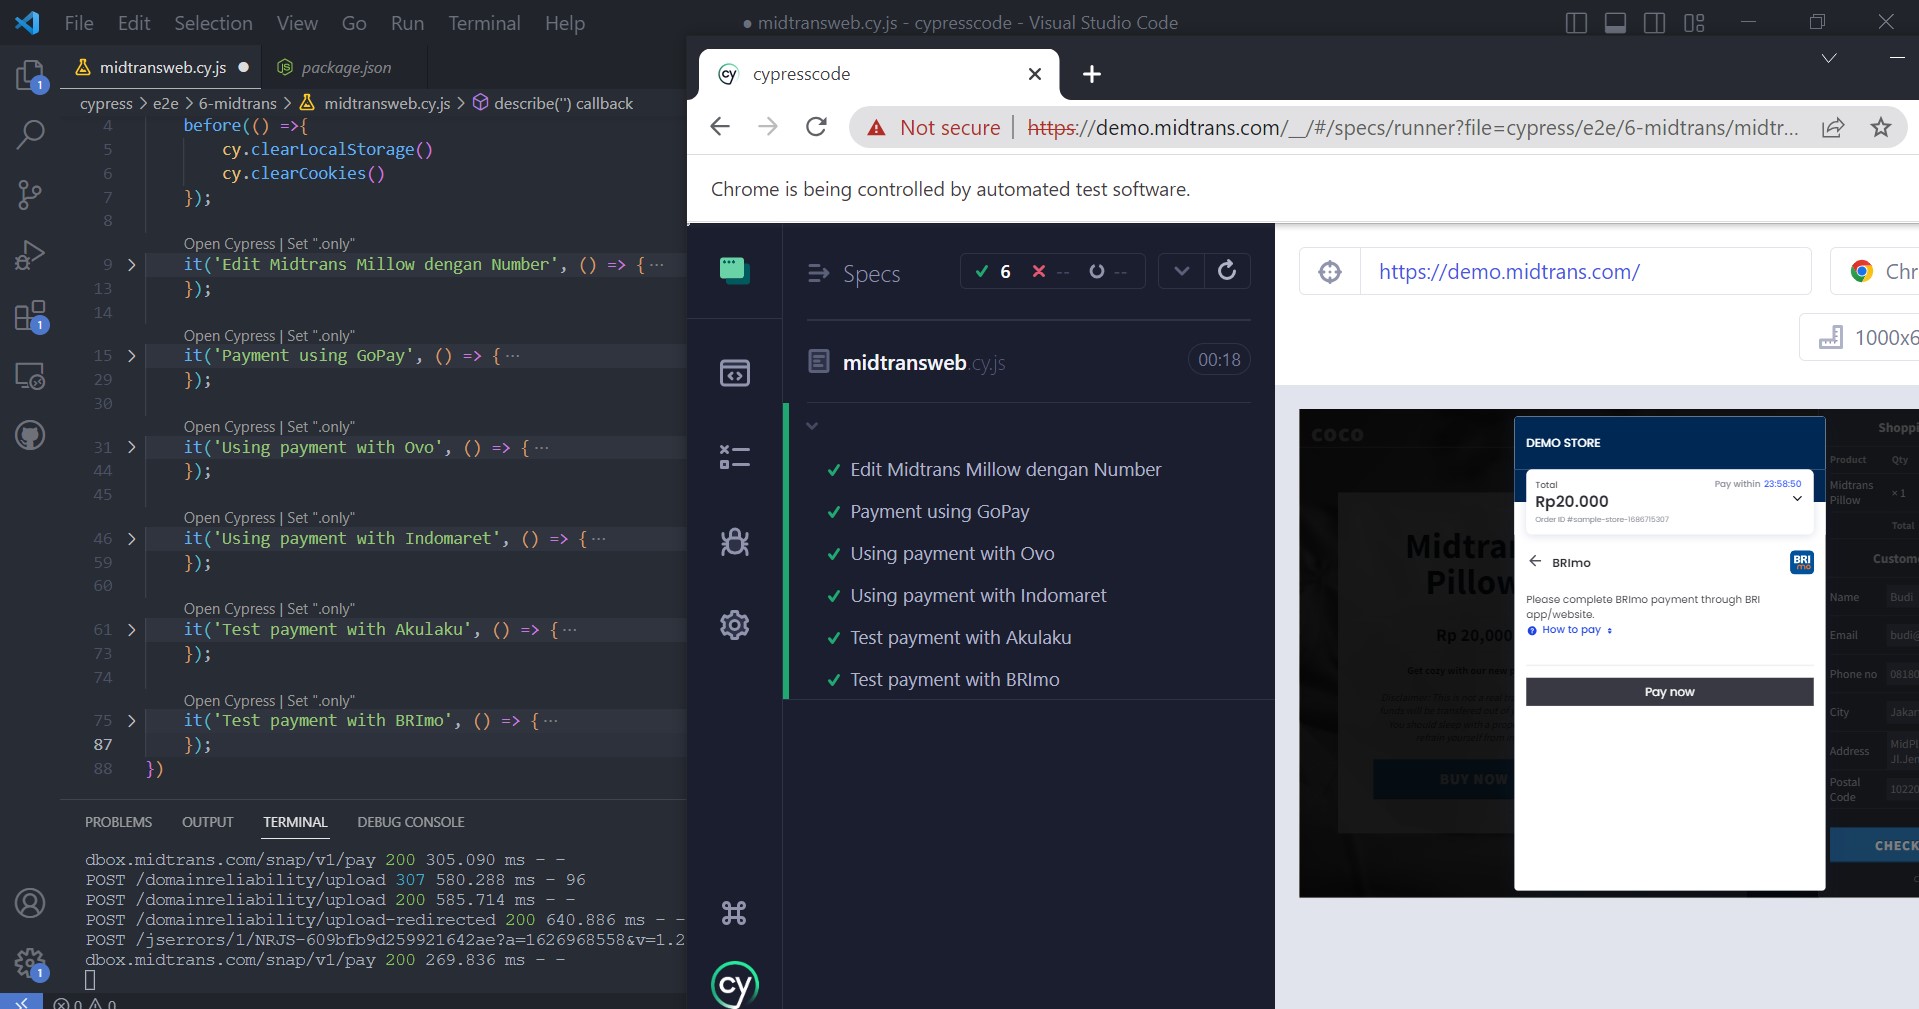 File Edit Selection View Go Run Terminal Help
● midtransweb.cy.js - cypresscode - Visual Studio Code
midtransweb.cy.js ●
package.json
cypress > e2e > 6-midtrans > midtransweb.cy.js > describe('') callback
4 before(() =>{
5 cy.clearLocalStorage()
6 cy.clearCookies()
7 });
8
Open Cypress | Set ".only"
9 it('Edit Midtrans Millow dengan Number', () => { ···
13 });
14
Open Cypress | Set ".only"
15 it('Payment using GoPay', () => { ···
29 });
30
Open Cypress | Set ".only"
31 it('Using payment with Ovo', () => { ···
44 });
45
Open Cypress | Set ".only"
46 it('Using payment with Indomaret', () => { ···
59 });
60
Open Cypress | Set ".only"
61 it('Test payment with Akulaku', () => { ···
73 });
74
Open Cypress | Set ".only"
75 it('Test payment with BRImo', () => { ···
87 });
88 })
PROBLEMS OUTPUT TERMINAL DEBUG CONSOLE
dbox.midtrans.com/snap/v1/pay 200 305.090 ms - -
POST /domainreliability/upload 307 580.288 ms - 96
POST /domainreliability/upload 200 585.714 ms - -
POST /domainreliability/upload-redirected 200 640.886 ms - -
POST /jserrors/1/NRJS-609bfb9d259921642ae?a=1626968558&v=1.2
dbox.midtrans.com/snap/v1/pay 200 269.836 ms - -
1
1
1
0 0
cy cypresscode
Not secure | https://demo.midtrans.com/__/#/specs/runner?file=cypress/e2e/6-midtrans/midtr...
Chrome is being controlled by automated test software.
Specs
6 -- --
midtransweb.cy.js 00:18
Edit Midtrans Millow dengan Number
Payment using GoPay
Using payment with Ovo
Using payment with Indomaret
Test payment with Akulaku
Test payment with BRImo
cy
https://demo.midtrans.com/
Chr
1000x6
COCO
Midtra
Pillow
Rp 20,000
Get cozy with our new p
BUY NOW
DEMO STORE
Total
Pay within 23:58:50
Rp20.000
Order ID #sample-store-1686715307
BRImo
BRI
mo
Please complete BRImo payment through BRI
app/website.
How to pay
Pay now
Shoppi
Product Qty
Midtrans
Pillow × 1
Total
Custom
Name Budi
Email budi@
Phone no 08180
City Jakar
Address MidPl
Jl.Jen
Postal
Code 10220
CHECK